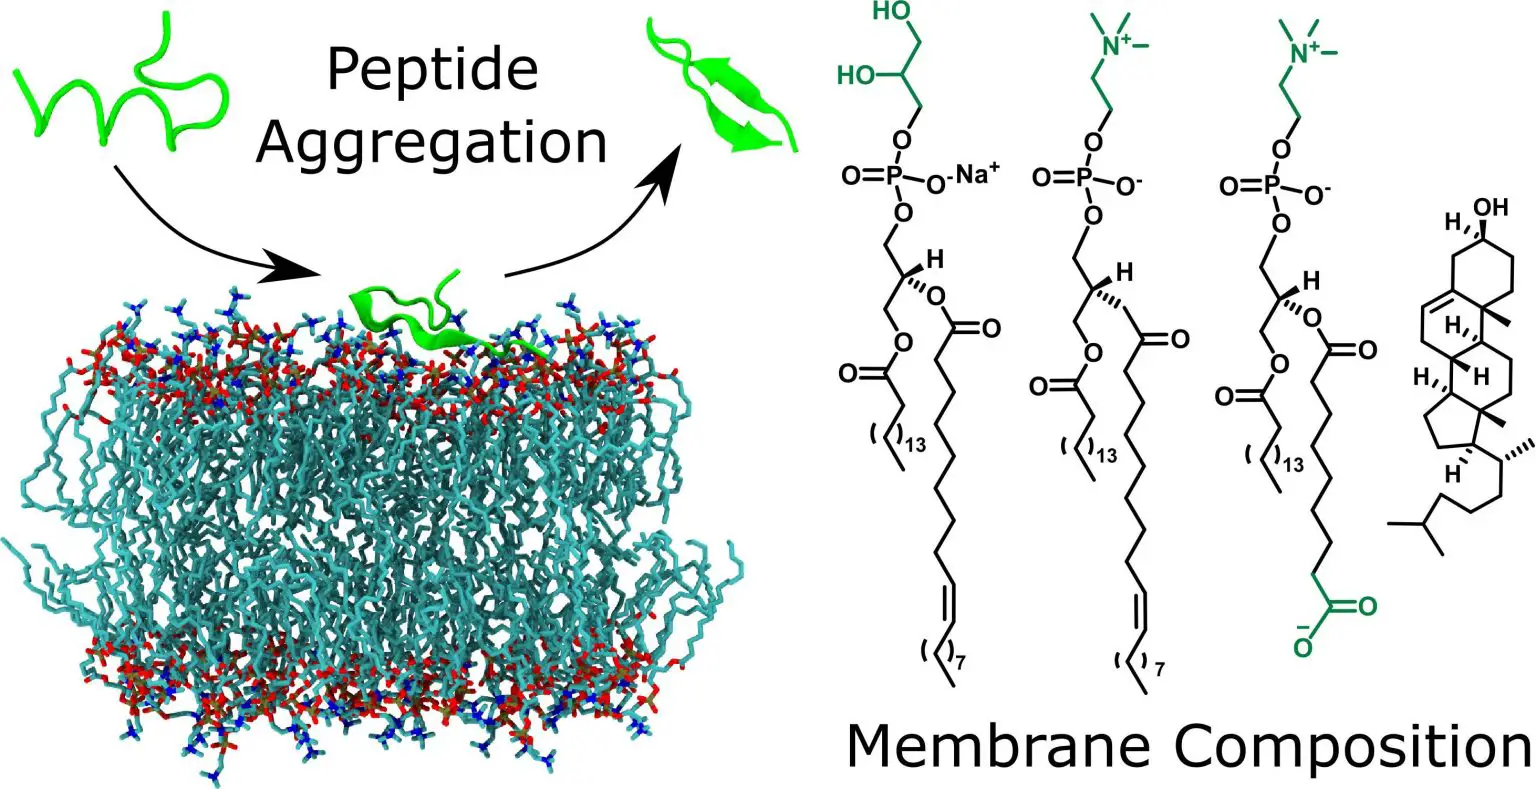 Peptide
Aggregation
HO
HO
O
O=P-O-Na+
O
H
O
O
O
O
( )13
( )7
N+
O
O=P-O-
O
H
O
O
O
( )13
( )7
N+
O
O=P-O-
O
H
O
O
O
O
( )13
O
O-
OH
H
H
H
H
H
Membrane Composition